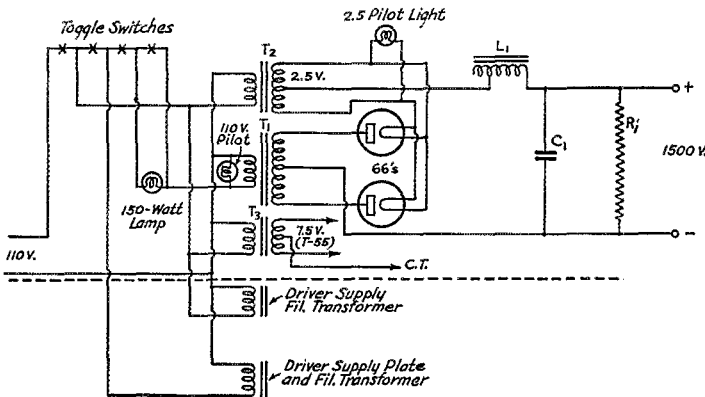 2.5 Pilot Light
Toggle Switches
T2
2.5 V.
L1
+
T1
110 V.
Pilot
66's
C1
R1
1500 V.
150-Watt
Lamp
T3
7.5 V.
(T-55)
110 V.
C.T.
−
Driver Supply
Fil. Transformer
Driver Supply Plate
and Fil. Transformer